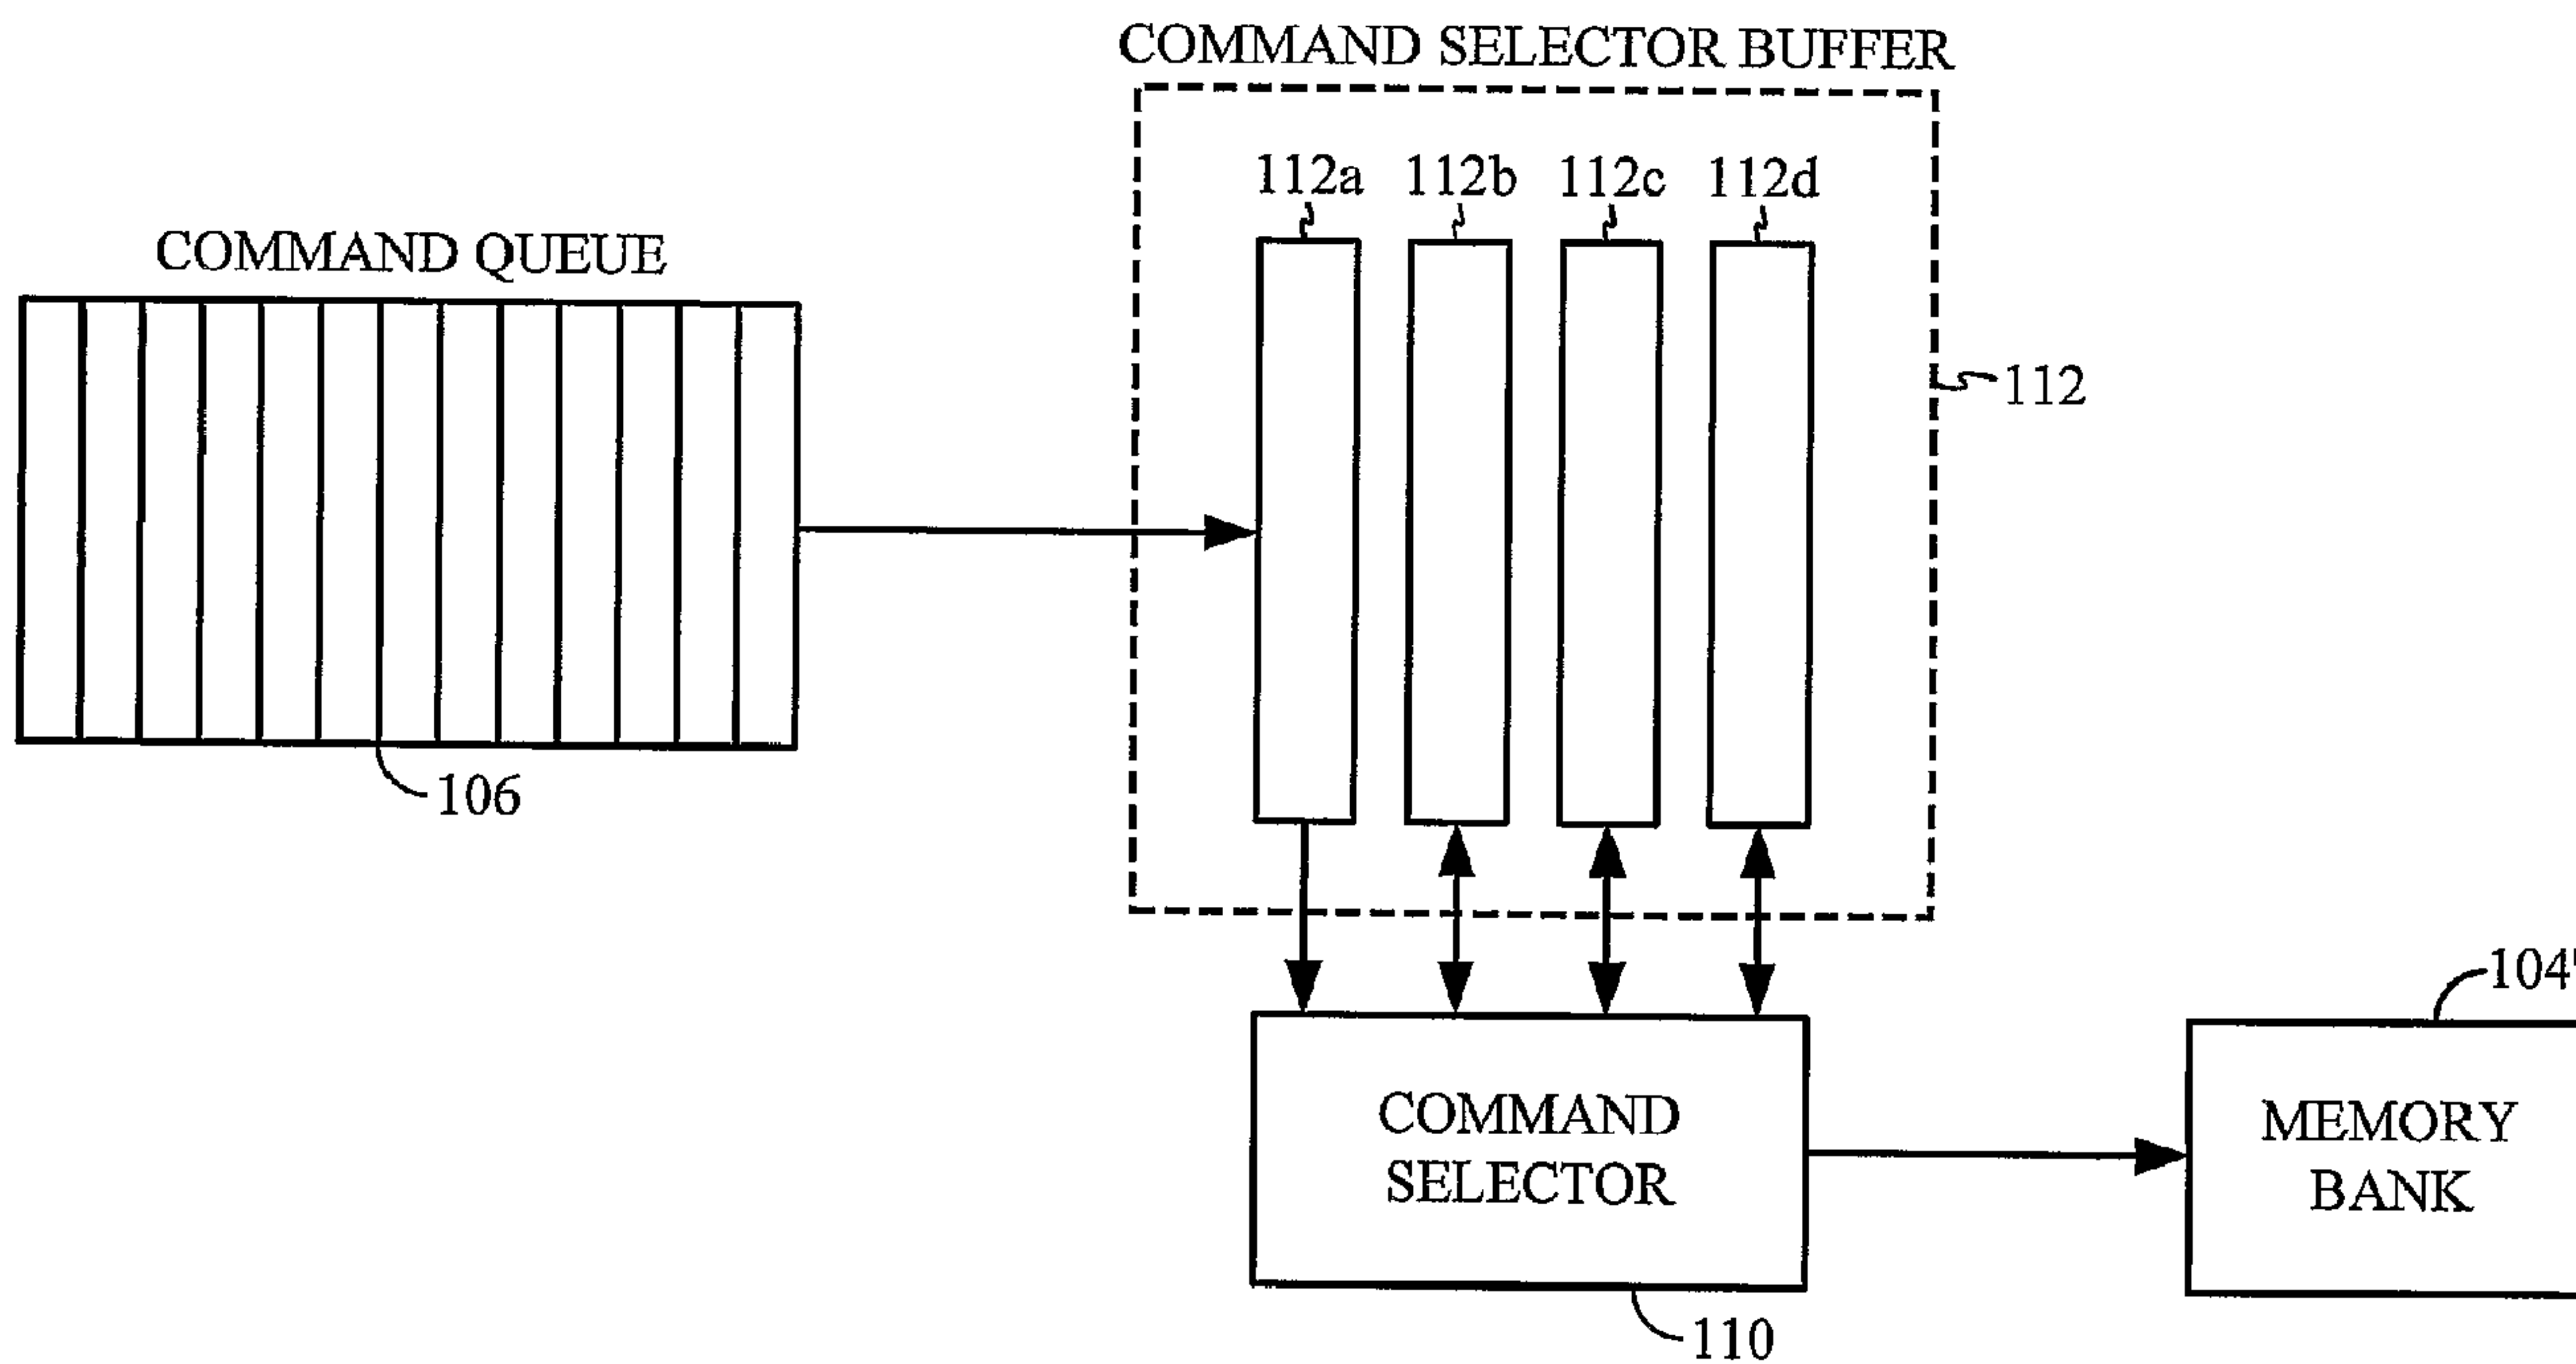 COMMAND SELECTOR BUFFER
112a 112b 112c 112d
COMMAND QUEUE
112
106
104'
COMMAND
SELECTOR
MEMORY
BANK
110